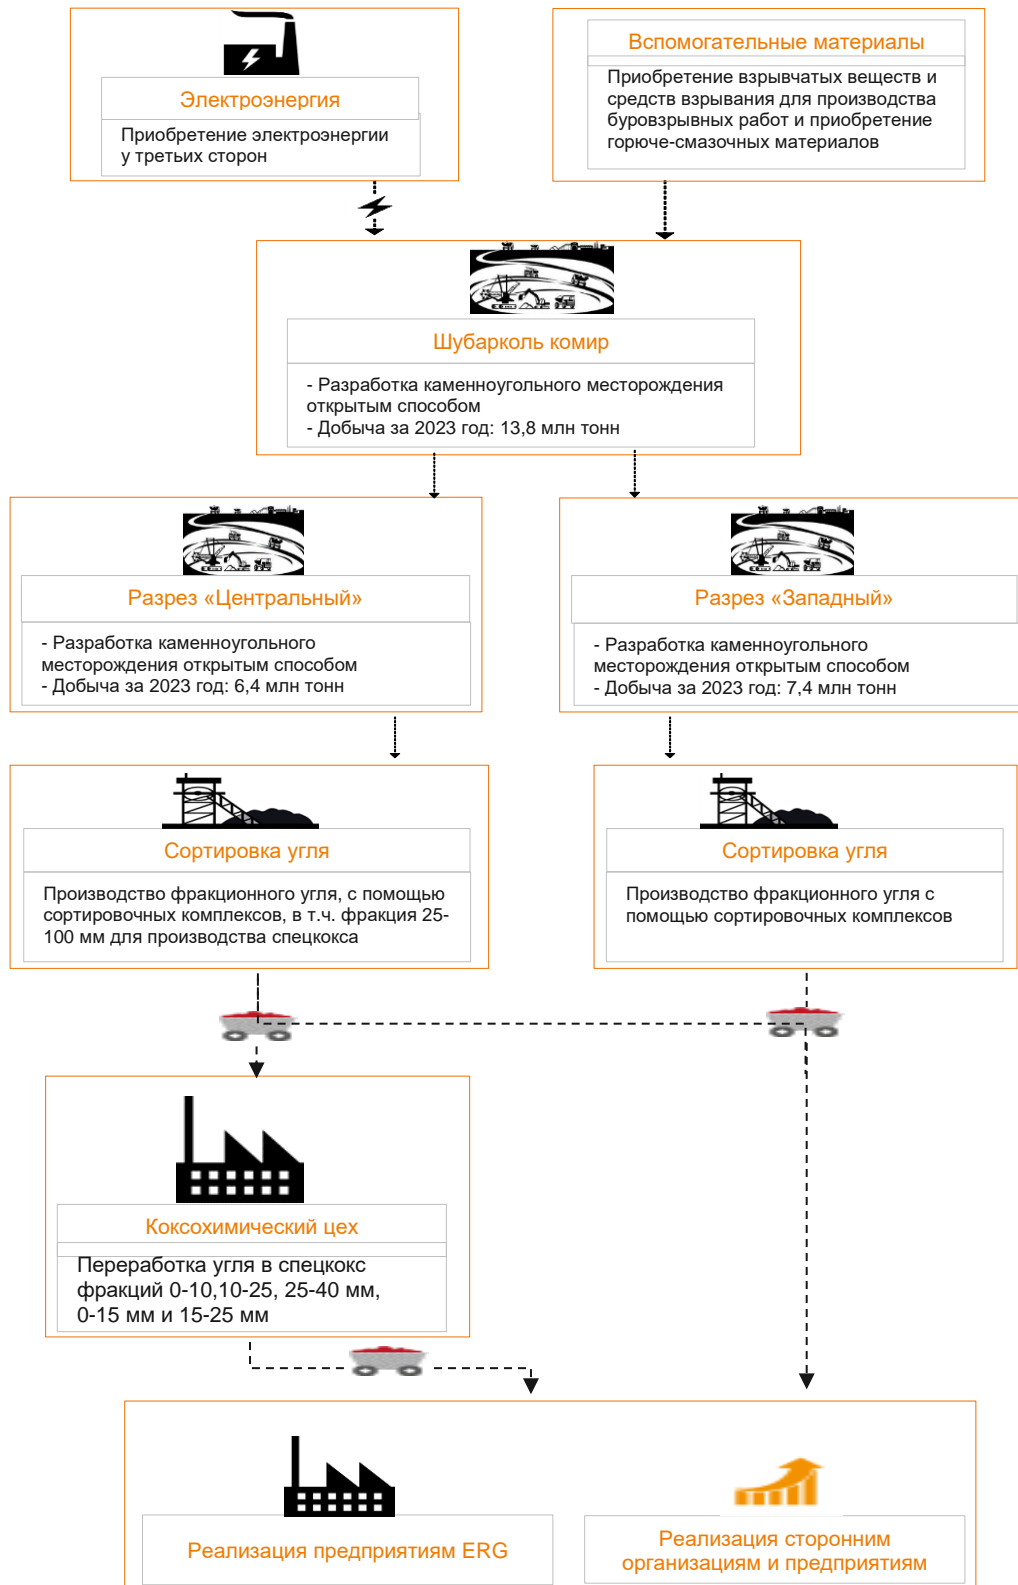 Электроэнергия
Приобретение электроэнергии
у третьих сторон
Вспомогательные материалы
Приобретение взрывчатых веществ и
средств взрывания для производства
буровзрывных работ и приобретение
горюче-смазочных материалов
Шубарколь комир
- Разработка каменноугольного месторождения
открытым способом
- Добыча за 2023 год: 13,8 млн тонн
Разрез «Центральный»
- Разработка каменноугольного
месторождения открытым способом
- Добыча за 2023 год: 6,4 млн тонн
Разрез «Западный»
- Разработка каменноугольного
месторождения открытым способом
- Добыча за 2023 год: 7,4 млн тонн
Сортировка угля
Производство фракционного угля, с помощью
сортировочных комплексов, в т.ч. фракция 25-
100 мм для производства спецкокса
Сортировка угля
Производство фракционного угля с
помощью сортировочных комплексов
Коксохимический цех
Переработка угля в спецкокс
фракций 0-10,10-25, 25-40 мм,
0-15 мм и 15-25 мм
Реализация предприятиям ERG
Реализация сторонним
организациям и предприятиям